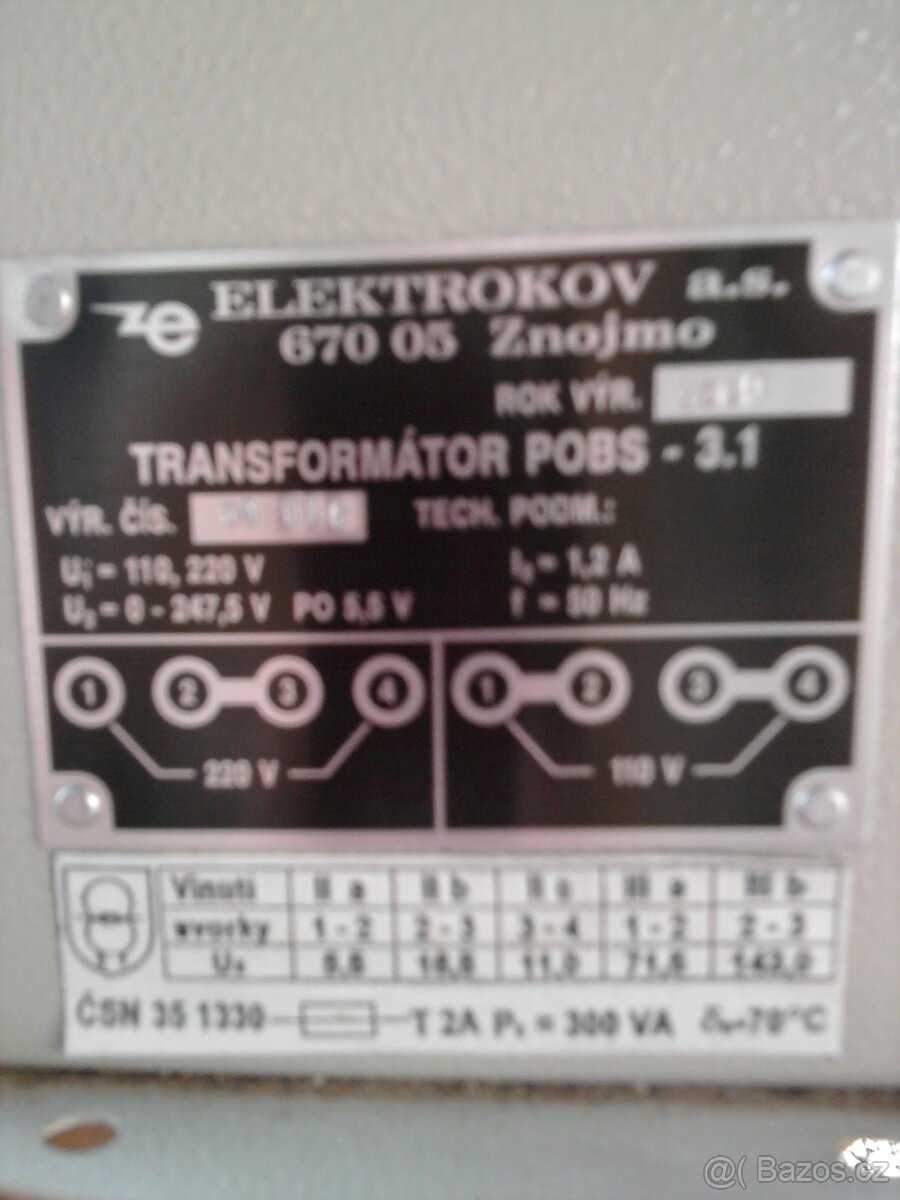 ze ELEKTROKOV a.s.
670 05 Znojmo
ROK VÝR.
TRANSFORMÁTOR POBS - 3.1
VÝR. ČÍS. TECH. PODM.:
U₁ = 110, 220 V I₂ = 1,2 A
U₂ = 0 - 247,5 V PO 5,5 V f = 50 Hz
1 2 3 4 1 2 3 4
220 V 110 V
Vinutí II a II b II c III a III b
svorky 1 - 2 2 - 3 3 - 4 1 - 2 2 - 3
5,5 16,5 11,0 71,5 143,0
ČSN 35 1330 T 2A P₁ = 300 VA 70°C
@( Bazos.cz